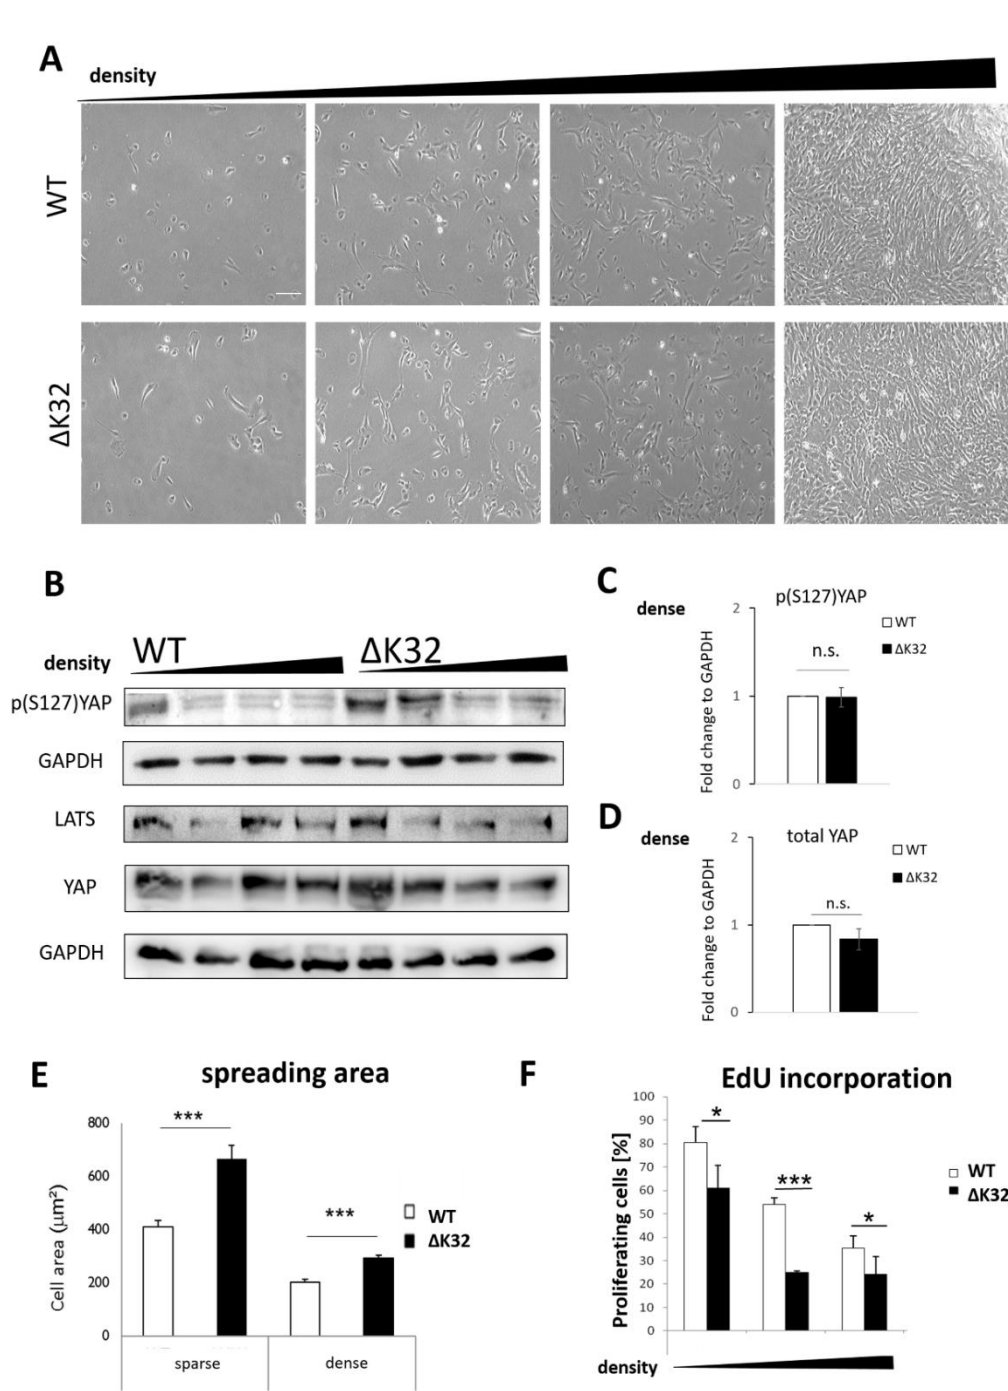 A
density
WT
ΔK32
B
WT
ΔK32
density
p(S127)YAP
GAPDH
LATS
YAP
GAPDH
C
dense
p(S127)YAP
Fold change to GAPDH
2
1
0
n.s.
WT
ΔK32
D
dense
total YAP
Fold change to GAPDH
2
1
0
n.s.
WT
ΔK32
E
spreading area
Cell area (µm²)
800
600
400
200
0
***
***
WT
ΔK32
sparse
dense
F
EdU incorporation
Proliferating cells [%]
100
90
80
70
60
50
40
30
20
10
0
*
***
*
WT
ΔK32
density